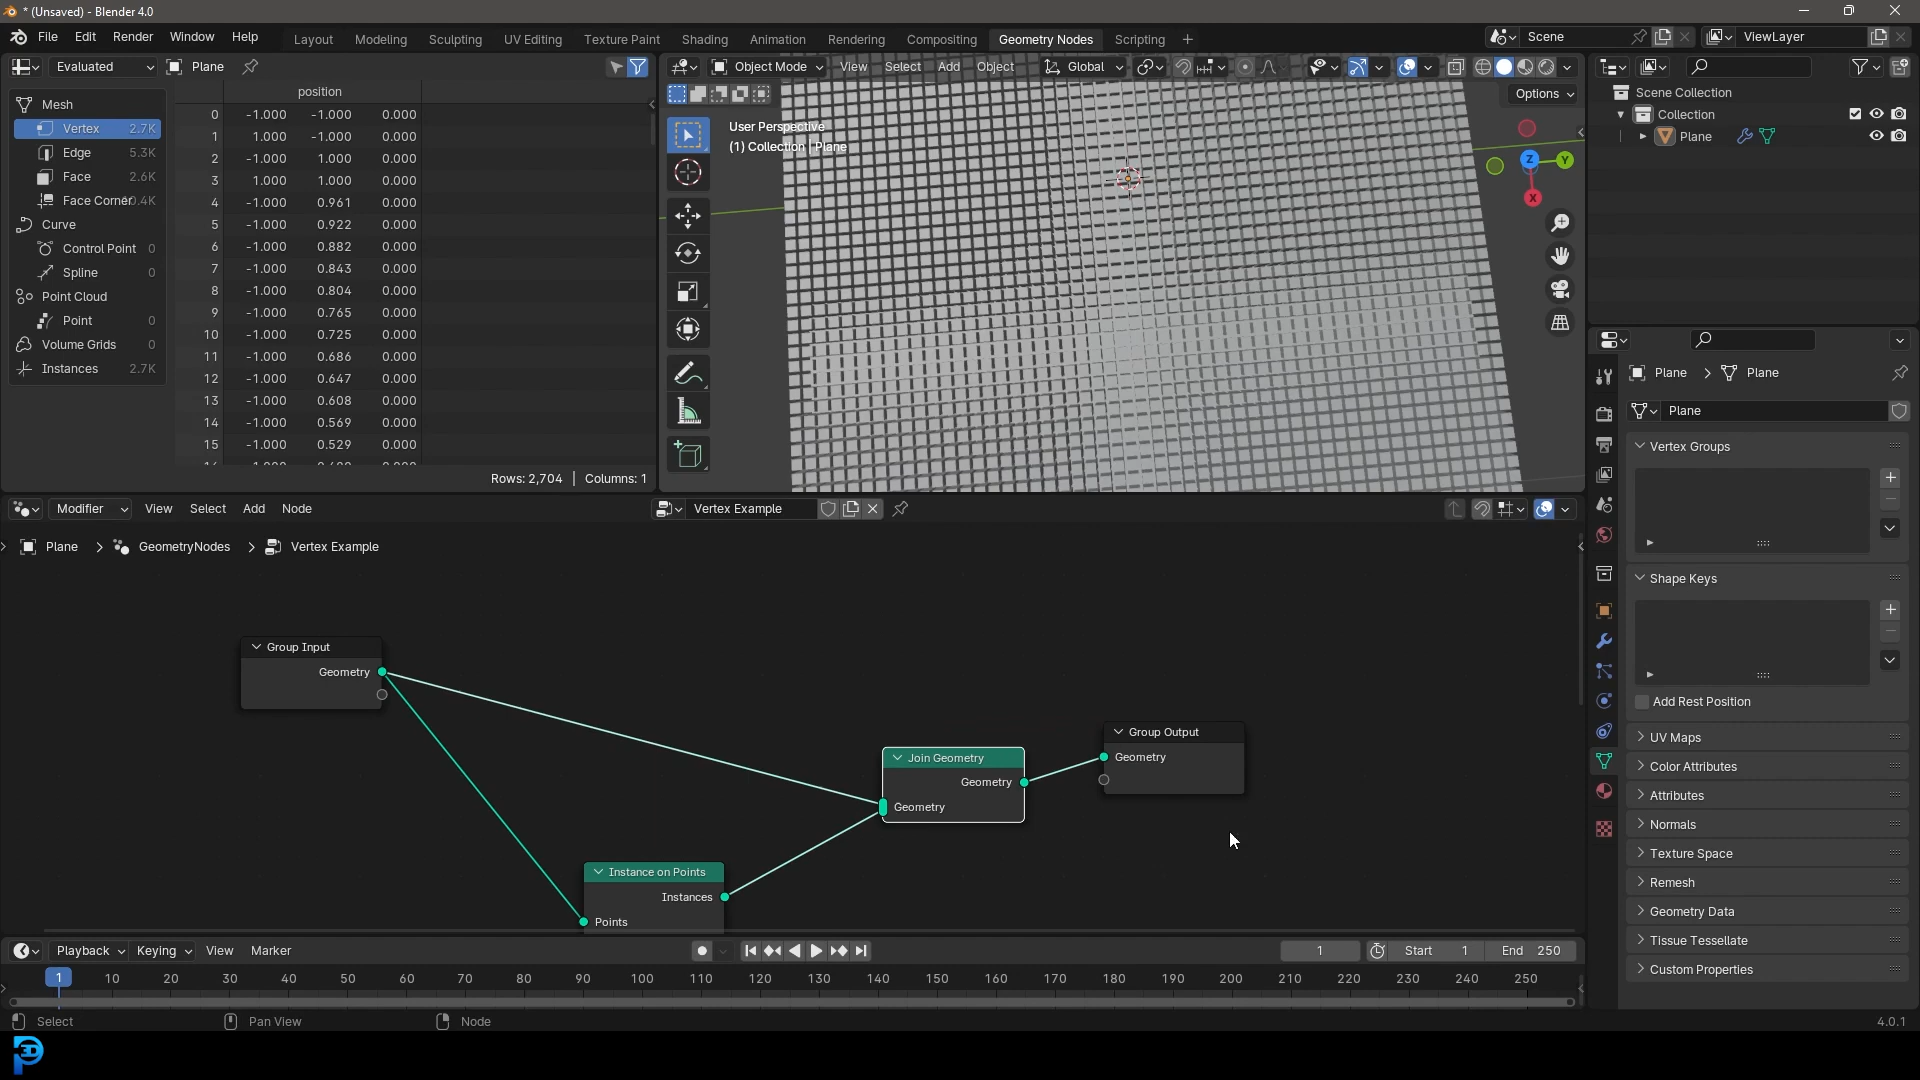 * (Unsaved) - Blender 4.0
File Edit Render Window Help Layout Modeling Sculpting UV Editing Texture Paint Shading Animation Rendering Compositing Geometry Nodes Scripting + Scene ViewLayer
Evaluated Plane
Object Mode View Select Add Object Global
Options
Mesh
Vertex 2.7K
Edge 5.3K
Face 2.6K
Face Corner 0.4K
Curve
Control Point 0
Spline 0
Point Cloud
Point 0
Volume Grids 0
Instances 2.7K
position
0 -1.000 -1.000 0.000
1 1.000 -1.000 0.000
2 -1.000 1.000 0.000
3 1.000 1.000 0.000
4 -1.000 0.961 0.000
5 -1.000 0.922 0.000
6 -1.000 0.882 0.000
7 -1.000 0.843 0.000
8 -1.000 0.804 0.000
9 -1.000 0.765 0.000
10 -1.000 0.725 0.000
11 -1.000 0.686 0.000
12 -1.000 0.647 0.000
13 -1.000 0.608 0.000
14 -1.000 0.569 0.000
15 -1.000 0.529 0.000
Rows: 2,704 | Columns: 1
User Perspective
(1) Collection | Plane
Z Y
X
Scene Collection
Collection
Plane
Plane > Plane
Plane
Vertex Groups
Shape Keys
Add Rest Position
UV Maps
Color Attributes
Attributes
Normals
Texture Space
Remesh
Geometry Data
Tissue Tessellate
Custom Properties
Modifier View Select Add Node Vertex Example
Plane > GeometryNodes > Vertex Example
Group Input
Geometry
Join Geometry
Geometry
Geometry
Group Output
Geometry
Instance on Points
Instances
Points
Playback Keying View Marker 1 Start 1 End 250
1 10 20 30 40 50 60 70 80 90 100 110 120 130 140 150 160 170 180 190 200 210 220 230 240 250
Select Pan View Node 4.0.1